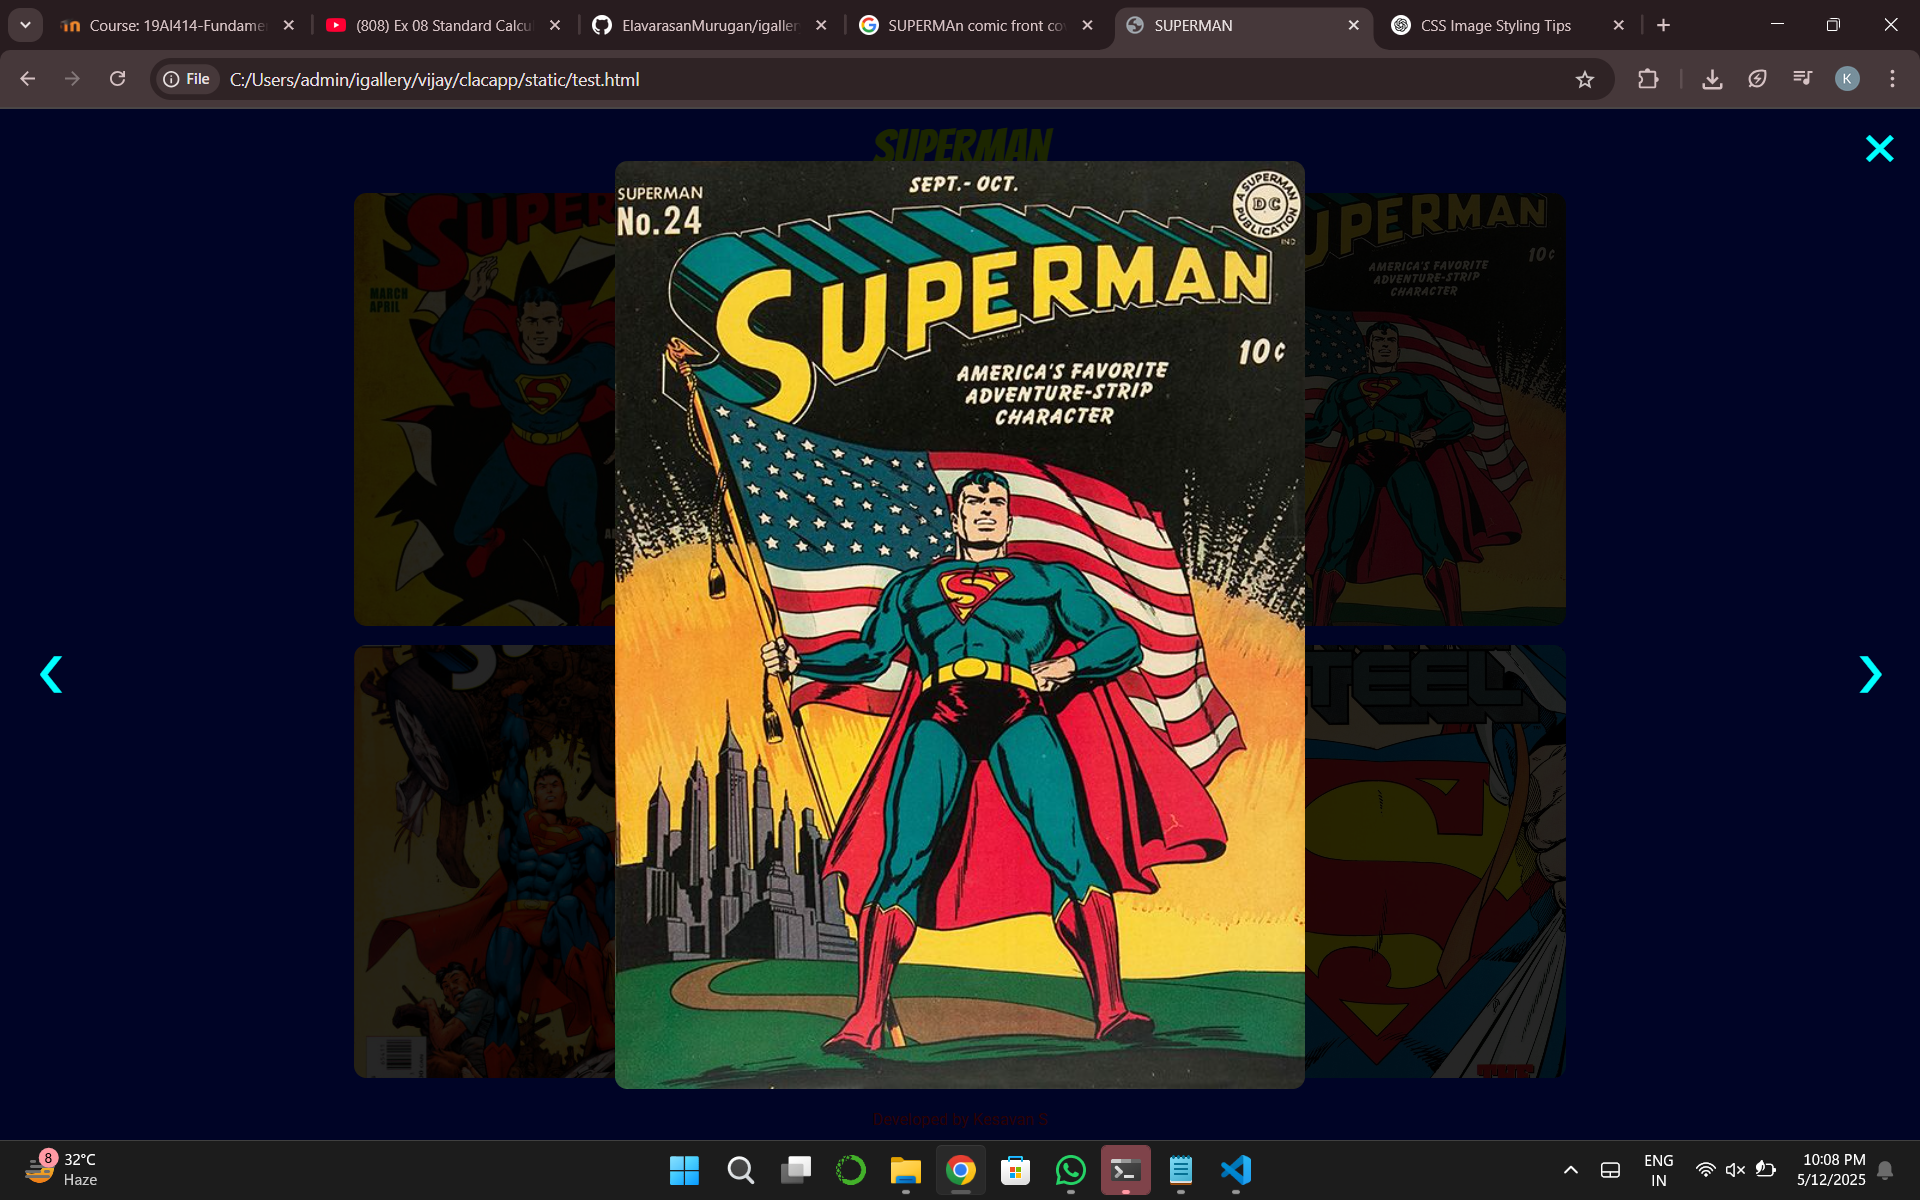 Course: 19AI414-Fundame
(808) Ex 08 Standard Calcu
ElavarasanMurugan/igaller
SUPERMAn comic front co
SUPERMAN
CSS Image Styling Tips
File
C:/Users/admin/igallery/vijay/clacapp/static/test.html
K
SUPERMAN
SUPERMAN
No.24
SEPT.- OCT.
A SUPERMAN
DC
PUBLICATION
IND
SUPERMAN
10¢
AMERICA'S FAVORITE
ADVENTURE-STRIP
CHARACTER
SUPER
MARCH
APRIL
UPERMAN
10¢
AMERICA'S FAVORITE
ADVENTURE-STRIP
CHARACTER
S
TEEL
Developed by Kesavan S
8
32°C
Haze
ENG
IN
10:08 PM
5/12/2025